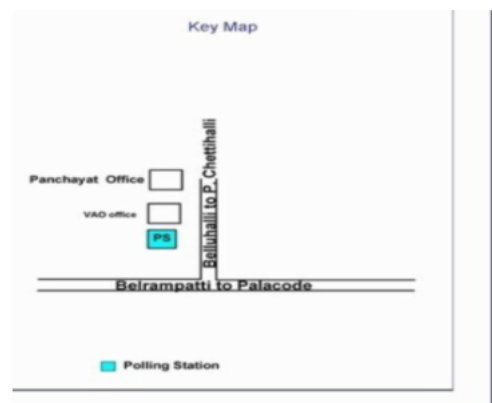 Key Map
Belluhalli to P. Chettihalli
Panchayat Office
VAO office
PS
Belrampatti to Palacode
Polling Station